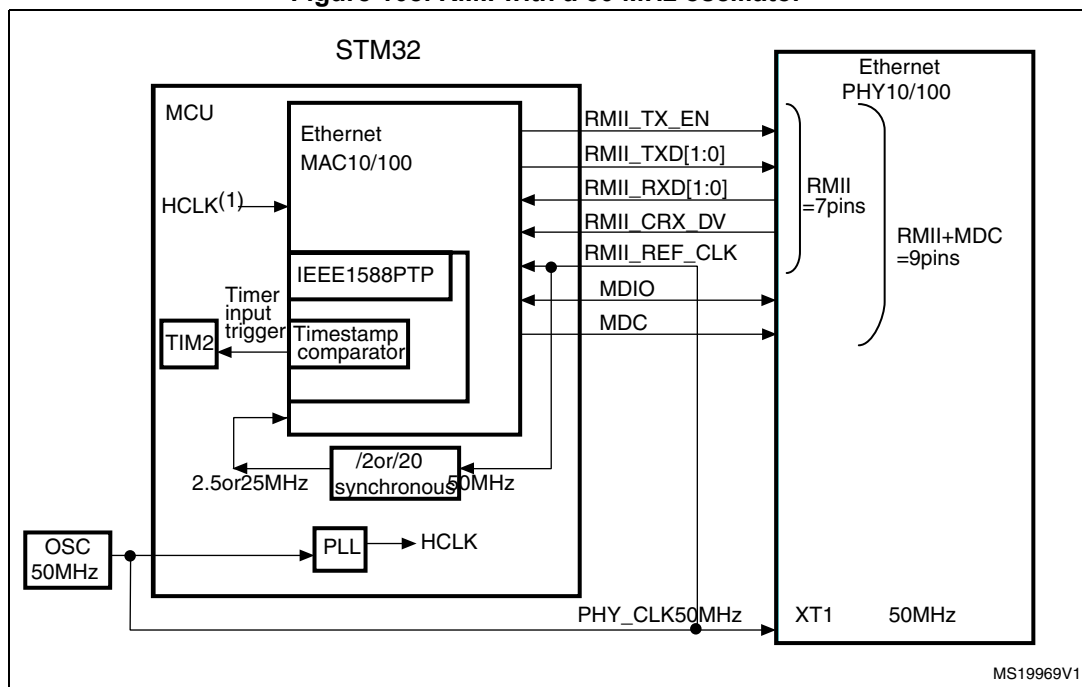 STM32
MCU
Ethernet
MAC10/100
HCLK(1)
IEEE1588PTP
Timer
input
trigger
TIM2
Timestamp
comparator
/2or/20
synchronous
2.5or25MHz
50MHz
OSC
50MHz
PLL
HCLK
RMII_TX_EN
RMII_TXD[1:0]
RMII_RXD[1:0]
RMII_CRX_DV
RMII_REF_CLK
MDIO
MDC
PHY_CLK50MHz
Ethernet
PHY10/100
RMII
=7pins
RMII+MDC
=9pins
XT1
50MHz
MS19969V1